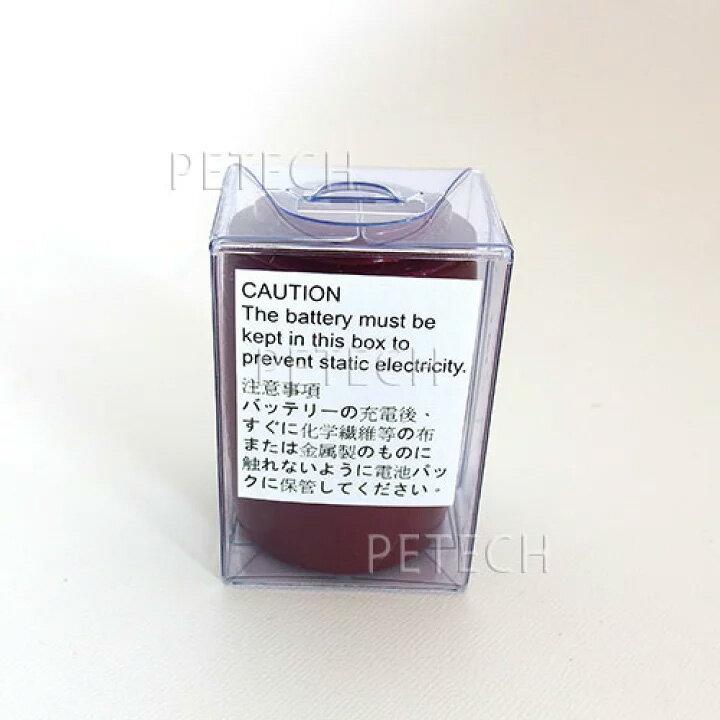 PETECH
CAUTION
The battery must be
kept in this box to
PETECH
prevent static electricity.
注意事項
バッテリーの充電後、
すぐに化学繊維等の布
または金属製のものに
触れないように電池バッ
クに保管してください。
PETECH